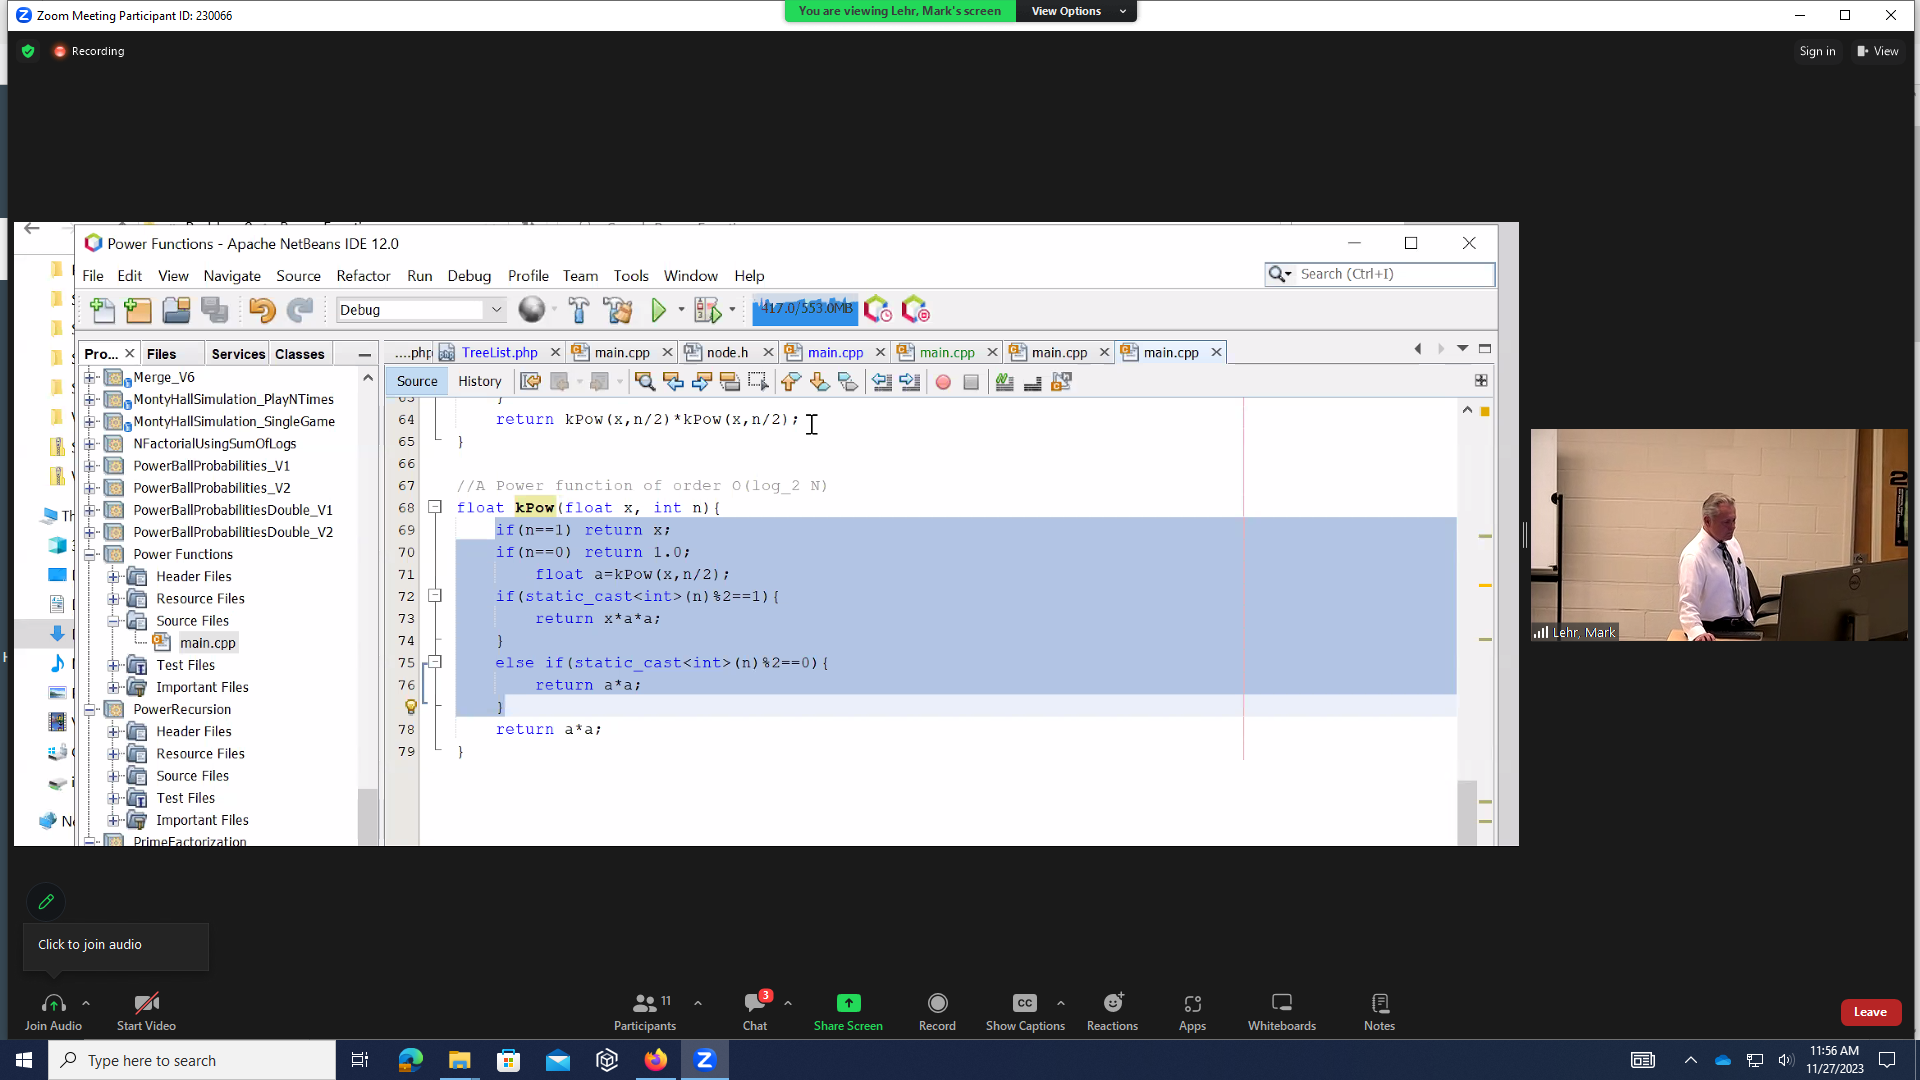 Zoom Meeting Participant ID: 230066
You are viewing Lehr, Mark's screen
View Options
Recording
Sign in
View
Power Functions - Apache NetBeans IDE 12.0
File Edit View Navigate Source Refactor Run Debug Profile Team Tools Window Help
Search (Ctrl+I)
Debug
417.0/553.0MB
Pro... Files Services Classes
....php TreeList.php main.cpp node.h main.cpp main.cpp main.cpp main.cpp
Source History
Merge_V6
MontyHallSimulation_PlayNTimes
MontyHallSimulation_SingleGame
NFactorialUsingSumOfLogs
PowerBallProbabilities_V1
PowerBallProbabilities_V2
PowerBallProbabilitiesDouble_V1
PowerBallProbabilitiesDouble_V2
Power Functions
Header Files
Resource Files
Source Files
main.cpp
Test Files
Important Files
PowerRecursion
Header Files
Resource Files
Source Files
Test Files
Important Files
PrimeFactorization
63 }
64 return kPow(x,n/2)*kPow(x,n/2);
65 }
66
67 //A Power function of order O(log_2 N)
68 float kPow(float x, int n){
69 if(n==1) return x;
70 if(n==0) return 1.0;
71 float a=kPow(x,n/2);
72 if(static_cast<int>(n)%2==1){
73 return x*a*a;
74 }
75 else if(static_cast<int>(n)%2==0){
76 return a*a;
}
78 return a*a;
79 }
Lehr, Mark
Click to join audio
Join Audio
Start Video
11
Participants
3
Chat
Share Screen
Record
CC
Show Captions
Reactions
Apps
Whiteboards
Notes
Leave
Type here to search
11:56 AM
11/27/2023